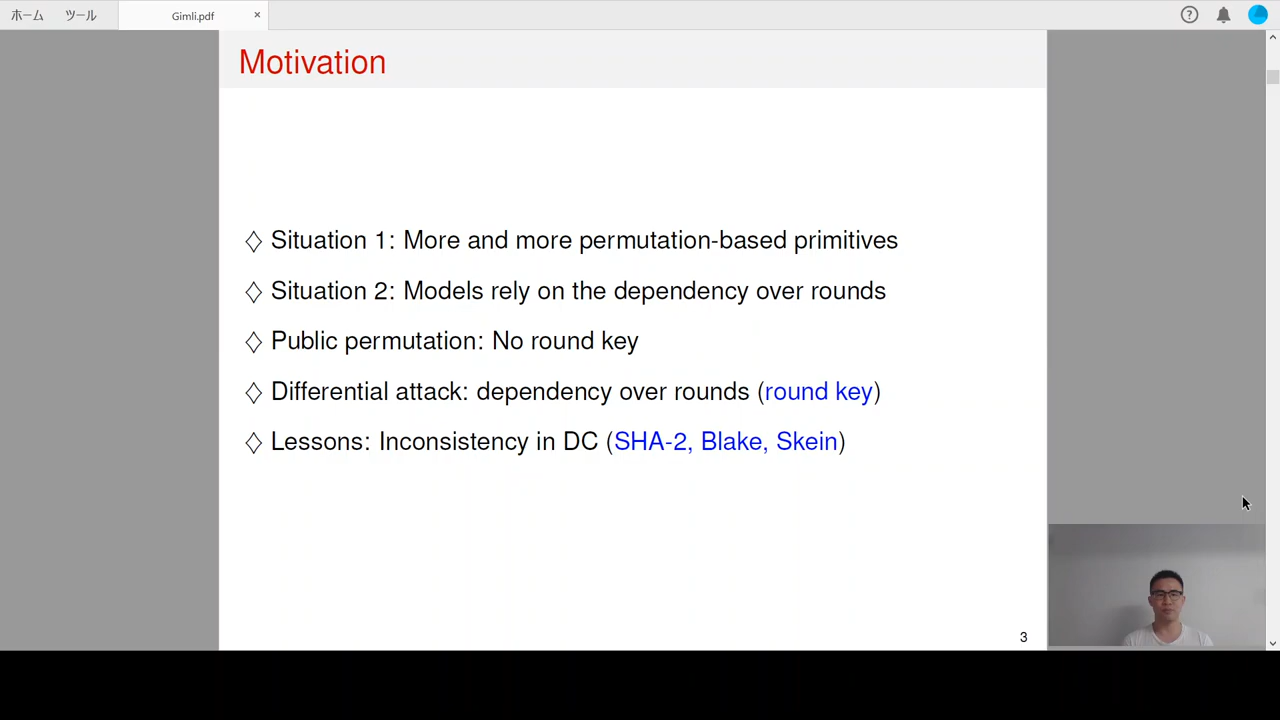 ホーム ツール Gimli.pdf ×
Motivation
◇ Situation 1: More and more permutation-based primitives
◇ Situation 2: Models rely on the dependency over rounds
◇ Public permutation: No round key
◇ Differential attack: dependency over rounds (round key)
◇ Lessons: Inconsistency in DC (SHA-2, Blake, Skein)
3